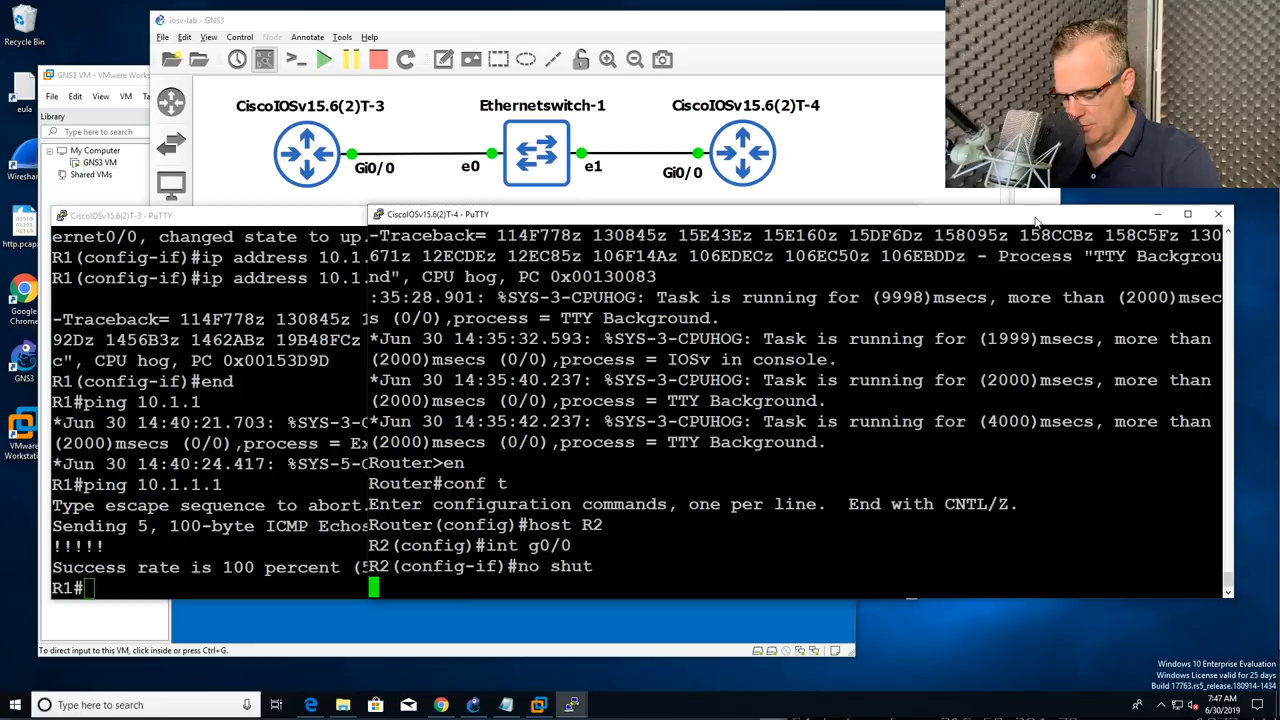 Recycle Bin
eula
Wireshark
http.pcapn
Google
GNS3
VMware
iosv-lab - GNS3
File Edit View Control Node Annotate Tools Help
GNS3 VM - VMware Works
File Edit View VM
Library
Type here to search
My Computer
GNS3 VM
Shared VMs
CiscoIOSv15.6(2)T-3
Ethernetswitch-1
CiscoIOSv15.6(2)T-4
Gi0/0
e0
e1
Gi0/0
CiscoIOSv15.6(2)T-3 - PuTTY
ernet0/0, changed state to up.
R1(config-if)#ip address 10.1.
R1(config-if)#ip address 10.1.
-Traceback= 114F778z 130845z 1
92Dz 1456B3z 1462ABz 19B48FCz
c", CPU hog, PC 0x00153D9D
R1(config-if)#end
R1#ping 10.1.1
*Jun 30 14:40:21.703: %SYS-3-C
(2000)msecs (0/0),process = Ex
*Jun 30 14:40:24.417: %SYS-5-C
R1#ping 10.1.1.1
Type escape sequence to abort.
Sending 5, 100-byte ICMP Echos
!!!!!
Success rate is 100 percent (5
R1#
CiscoIOSv15.6(2)T-4 - PuTTY
-Traceback= 114F778z 130845z 15E43Ez 15E160z 15DF6Dz 158095z 158CCBz 158C5Fz 130
671z 12ECDEz 12EC85z 106F14Az 106EDECz 106EC50z 106EBDDz - Process "TTY Backgrou
nd", CPU hog, PC 0x00130083
:35:28.901: %SYS-3-CPUHOG: Task is running for (9998)msecs, more than (2000)msec
s (0/0),process = TTY Background.
*Jun 30 14:35:32.593: %SYS-3-CPUHOG: Task is running for (1999)msecs, more than
(2000)msecs (0/0),process = IOSv in console.
*Jun 30 14:35:40.237: %SYS-3-CPUHOG: Task is running for (2000)msecs, more than
(2000)msecs (0/0),process = TTY Background.
*Jun 30 14:35:42.237: %SYS-3-CPUHOG: Task is running for (4000)msecs, more than
(2000)msecs (0/0),process = TTY Background.
Router>en
Router#conf t
Enter configuration commands, one per line.  End with CNTL/Z.
Router(config)#host R2
R2(config)#int g0/0
R2(config-if)#no shut
To direct input to this VM, click inside or press Ctrl+G.
Windows 10 Enterprise Evaluation
Windows License valid for 25 days
Build 17763.rs5_release.180914-1434
Type here to search
7:47 AM
6/30/2019